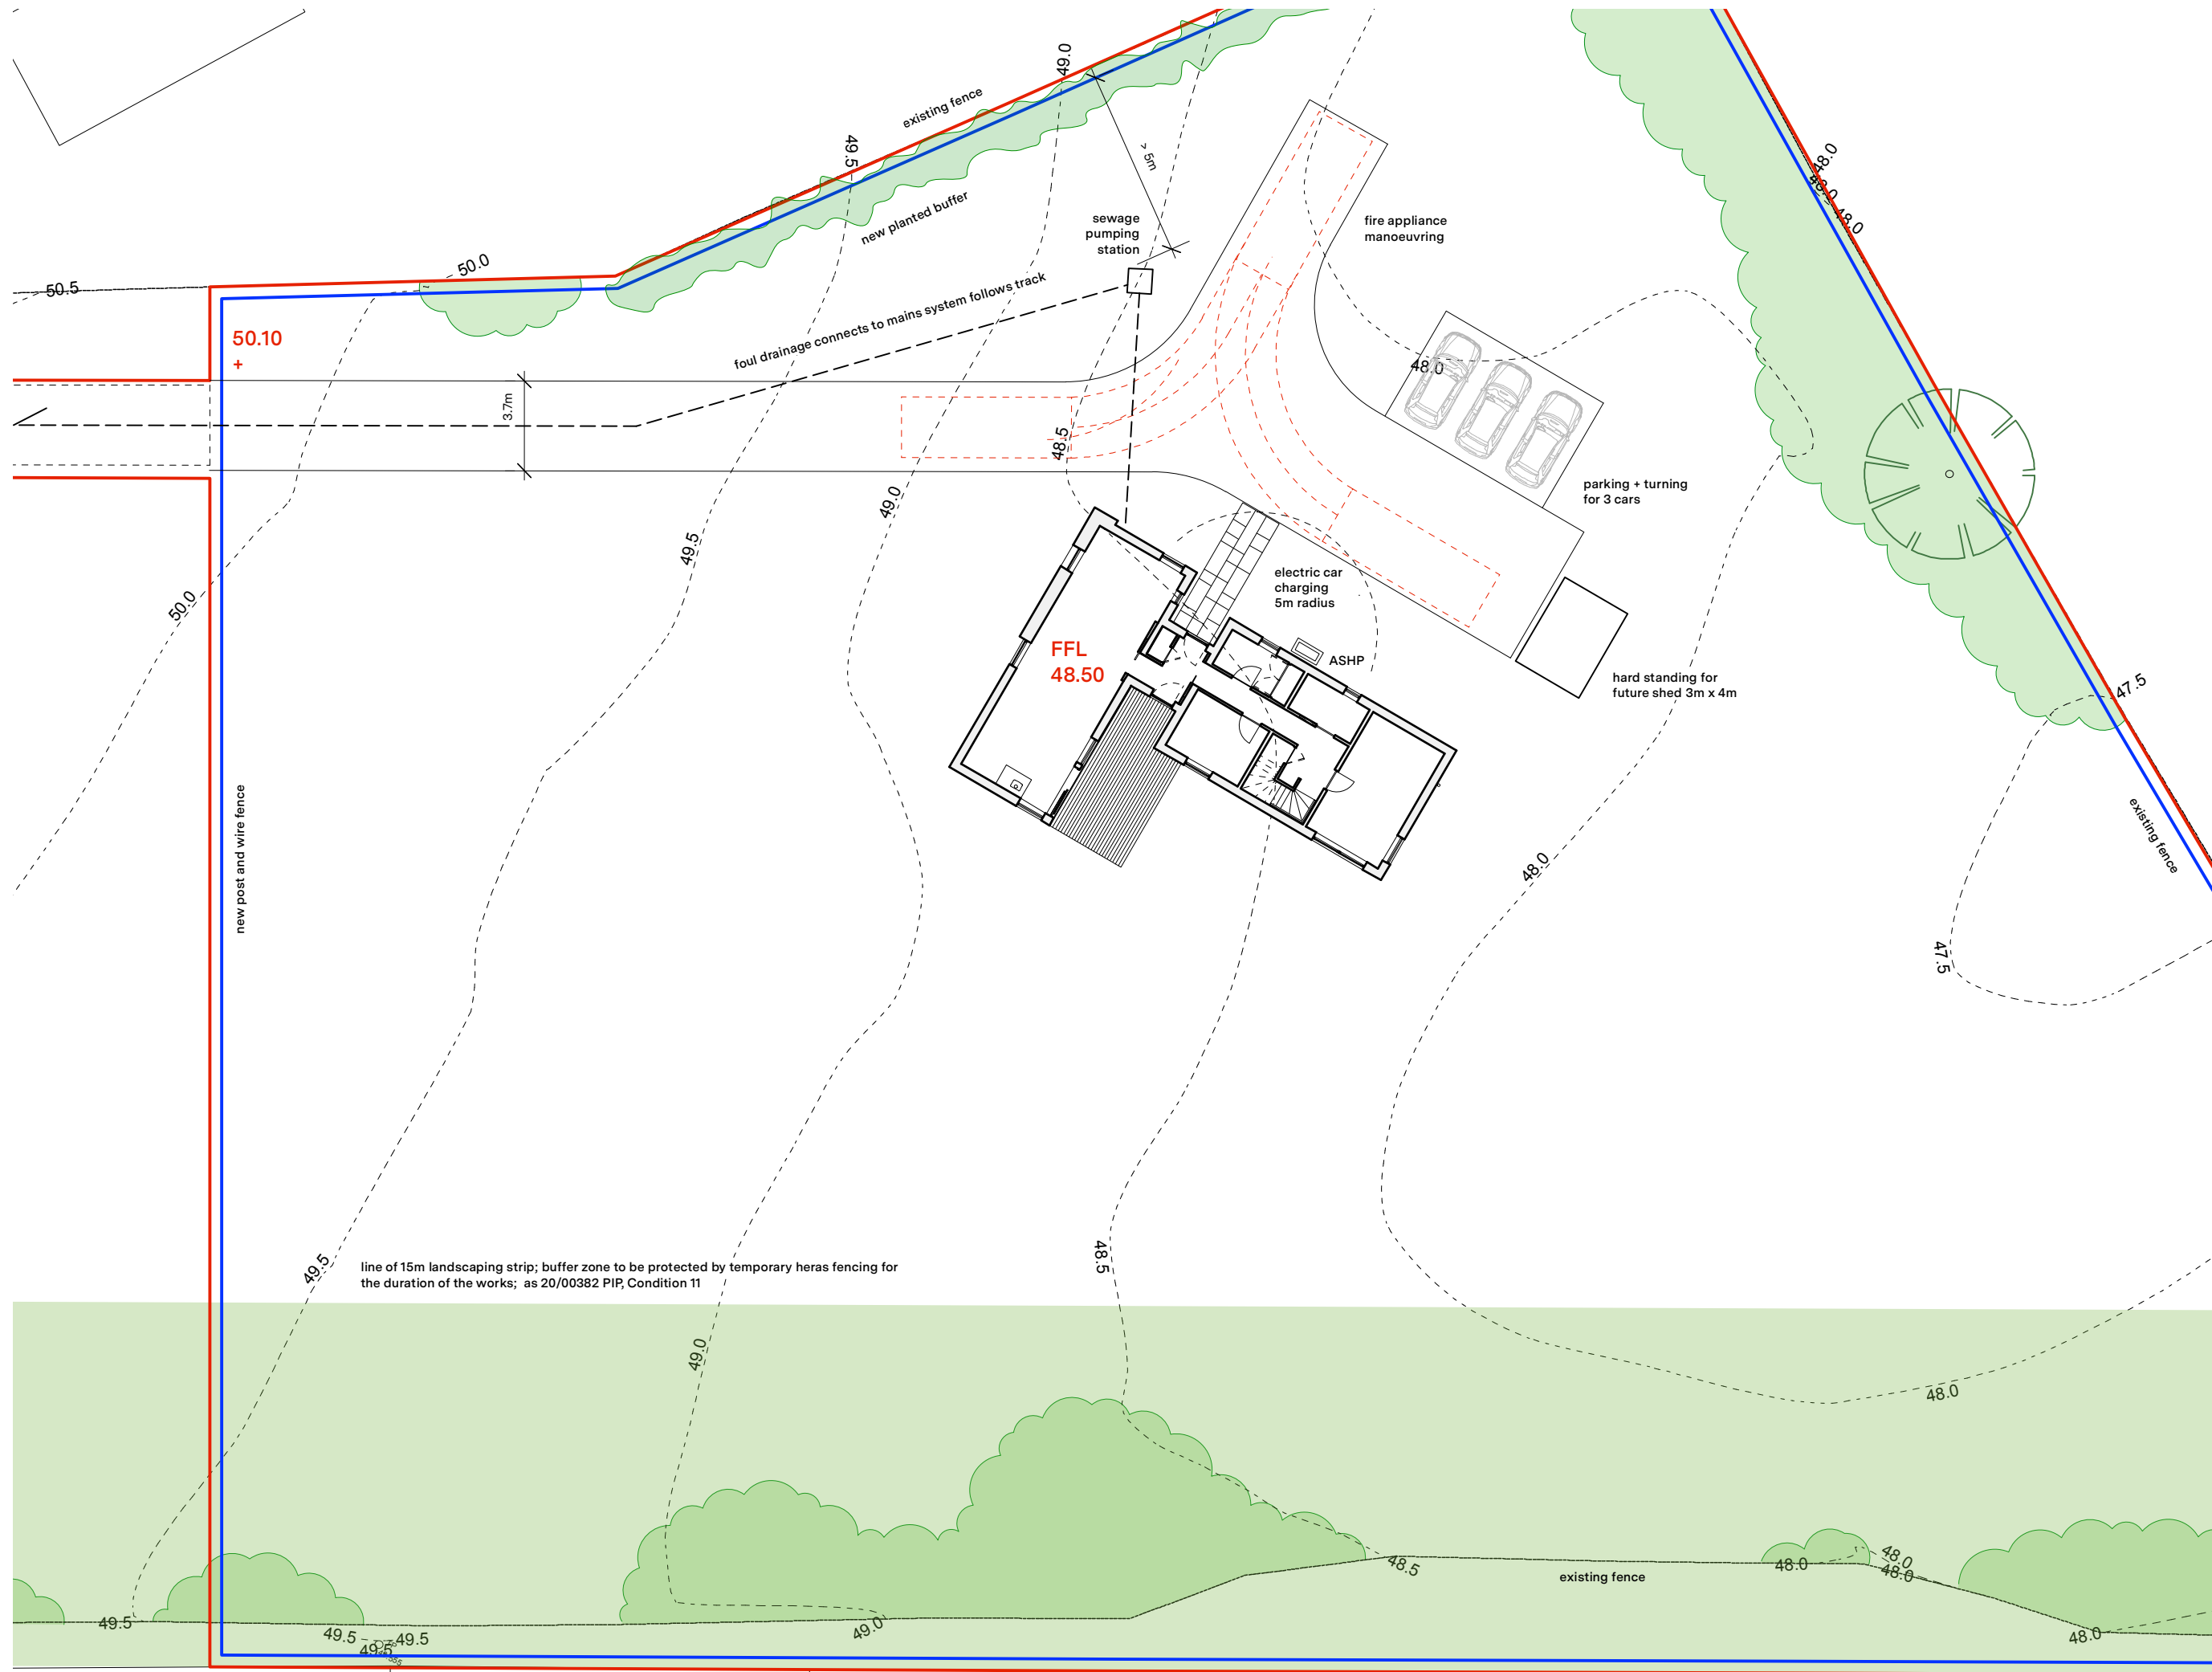 49.0
existing fence
49.5
> 5m
48.0
48.0
48.0
new planted buffer
sewage
pumping
station
fire appliance
manoeuvring
50.0
50.5
foul drainage connects to mains system follows track
50.10
+
48.0
3.7m
48.5
parking + turning
for 3 cars
49.0
49.5
electric car
charging
5m radius
50.0
FFL
48.50
ASHP
hard standing for
future shed 3m x 4m
47.5
new post and wire fence
existing fence
48.0
47.5
48.5
49.5
line of 15m landscaping strip; buffer zone to be protected by temporary heras fencing for
the duration of the works;  as 20/00382 PIP, Condition 11
49.0
48.0
48.5
48.0
48.0
48.0
existing fence
49.5
49.0
49.5
49.5
49.5
48.0